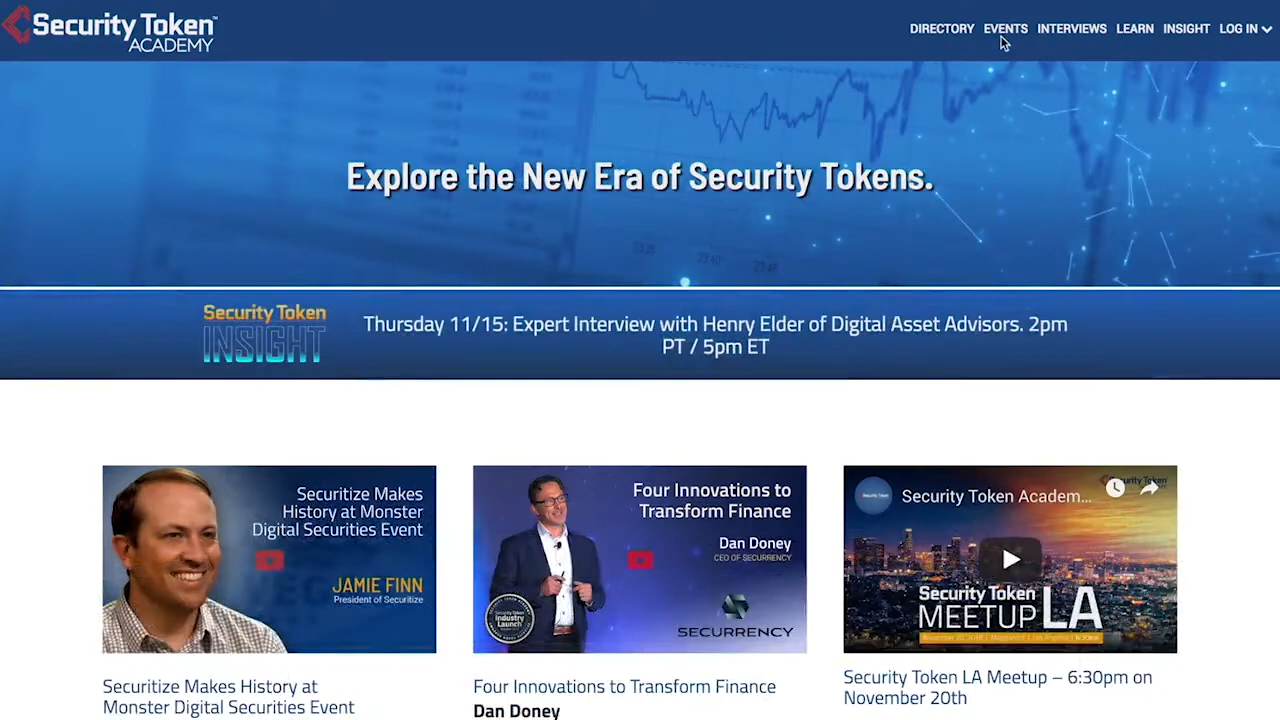 Security Token™
ACADEMY
DIRECTORY EVENTS INTERVIEWS LEARN INSIGHT LOG IN
Explore the New Era of Security Tokens.
Security Token
INSIGHT
Thursday 11/15: Expert Interview with Henry Elder of Digital Asset Advisors. 2pm
PT / 5pm ET
Securitize Makes
History at Monster
Digital Securities Event
JAMIE FINN
President of Securitize
Four Innovations to
Transform Finance
Dan Doney
CEO OF SECURRENCY
Security Token
Industry
Launch
SECURRENCY
Security Token Academ...
Security Token
MEETUP LA
Securitize Makes History at
Monster Digital Securities Event
Four Innovations to Transform Finance
Dan Doney
Security Token LA Meetup – 6:30pm on
November 20th